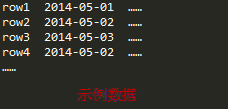 row1  2014-05-01  ……
row2  2014-05-02  ……
row3  2014-05-03  ……
row4  2014-05-02  ……
……
示例数据